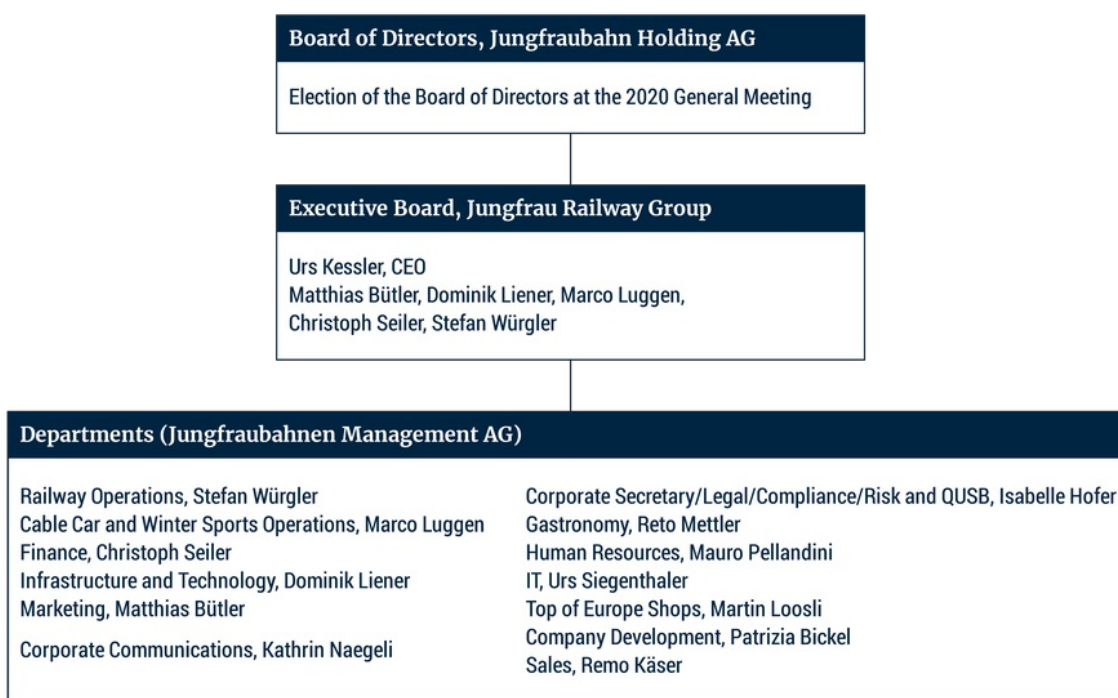 Board of Directors, Jungfraubahn Holding AG
Election of the Board of Directors at the 2020 General Meeting
Executive Board, Jungfrau Railway Group
Urs Kessler, CEO
Matthias Bütler, Dominik Liener, Marco Luggen,
Christoph Seiler, Stefan Würgler
Departments (Jungfraubahnen Management AG)
Railway Operations, Stefan Würgler
Cable Car and Winter Sports Operations, Marco Luggen
Finance, Christoph Seiler
Infrastructure and Technology, Dominik Liener
Marketing, Matthias Bütler
Corporate Communications, Kathrin Naegeli
Corporate Secretary/Legal/Compliance/Risk and QUSB, Isabelle Hofer
Gastronomy, Reto Mettler
Human Resources, Mauro Pellandini
IT, Urs Siegenthaler
Top of Europe Shops, Martin Loosli
Company Development, Patrizia Bickel
Sales, Remo Käser